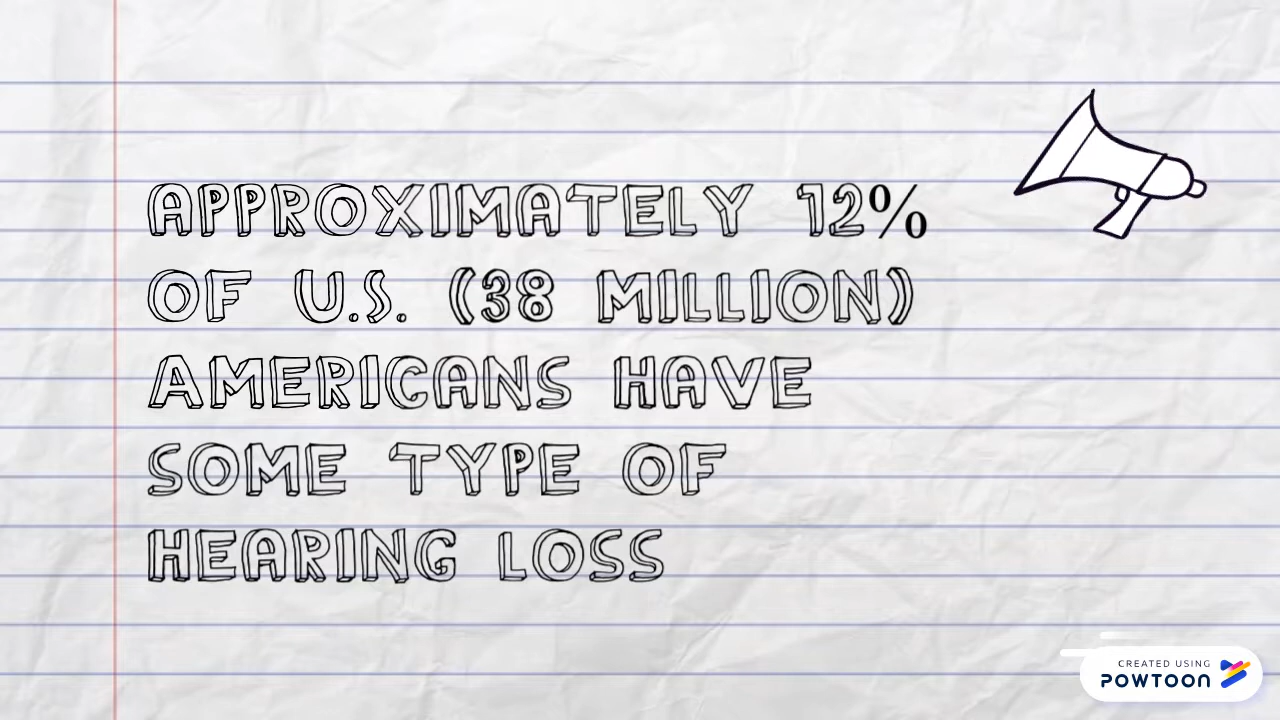 APPROXIMATELY 12%
OF U.S. (38 MILLION)
AMERICANS HAVE
SOME TYPE OF
HEARING LOSS
CREATED USING
POWTOON